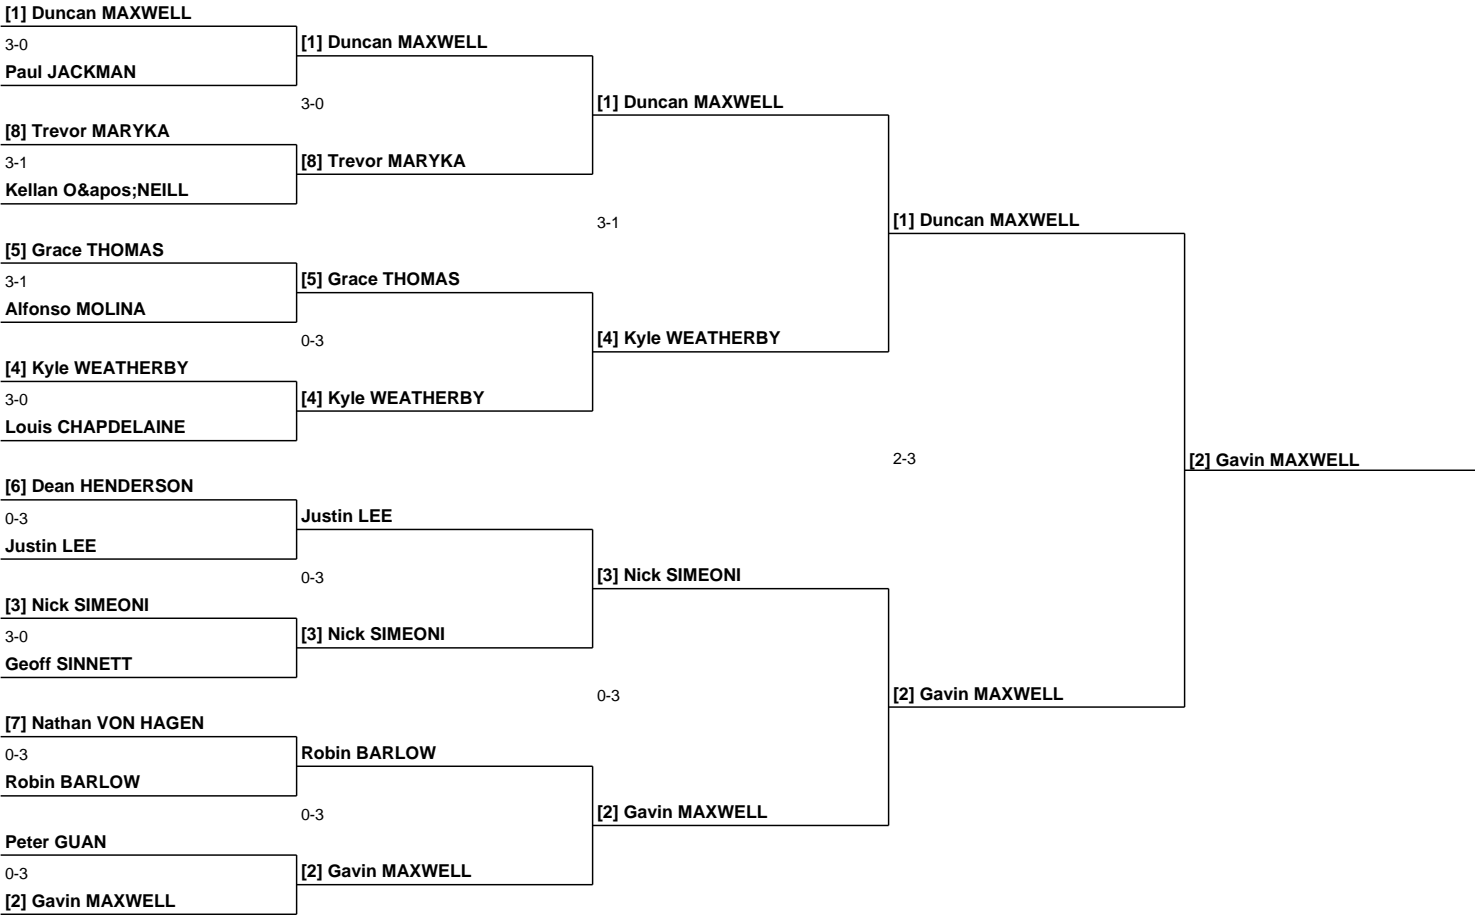 [1] Duncan MAXWELL
3-0
Paul JACKMAN
[8] Trevor MARYKA
3-1
Kellan O&apos;NEILL
[5] Grace THOMAS
3-1
Alfonso MOLINA
[4] Kyle WEATHERBY
3-0
Louis CHAPDELAINE
[6] Dean HENDERSON
0-3
Justin LEE
[3] Nick SIMEONI
3-0
Geoff SINNETT
[7] Nathan VON HAGEN
0-3
Robin BARLOW
Peter GUAN
0-3
[2] Gavin MAXWELL
[1] Duncan MAXWELL
3-0
[8] Trevor MARYKA
[5] Grace THOMAS
0-3
[4] Kyle WEATHERBY
Justin LEE
0-3
[3] Nick SIMEONI
Robin BARLOW
0-3
[2] Gavin MAXWELL
[1] Duncan MAXWELL
3-1
[4] Kyle WEATHERBY
[3] Nick SIMEONI
0-3
[2] Gavin MAXWELL
[1] Duncan MAXWELL
2-3
[2] Gavin MAXWELL
[2] Gavin MAXWELL